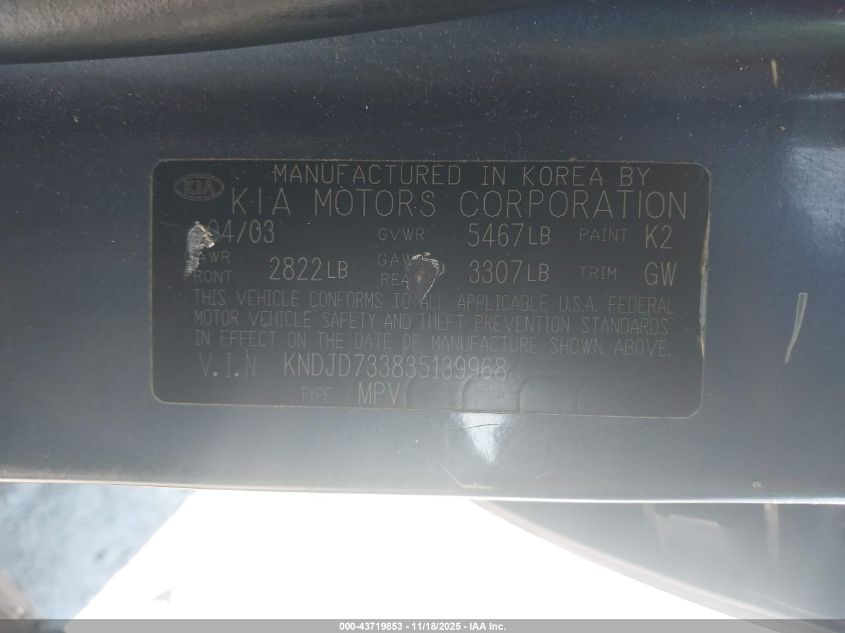 MANUFACTURED IN KOREA BY
KIA KIA MOTORS CORPORATION
04/03 GVWR 5467LB PAINT K2
FRONT 2822LB 3307LB TRIM GW
THIS VEHICLE CONFORMS TO ALL APPLICABLE U.S.A. FEDERAL
MOTOR VEHICLE SAFETY AND THEFT PREVENTION STANDARDS
IN EFFECT ON THE DATE OF MANUFACTURE SHOWN ABOVE.
V.I.N KNDJD733835139968
TYPE MPV
000-43719853 - 11/18/2025 - IAA Inc.